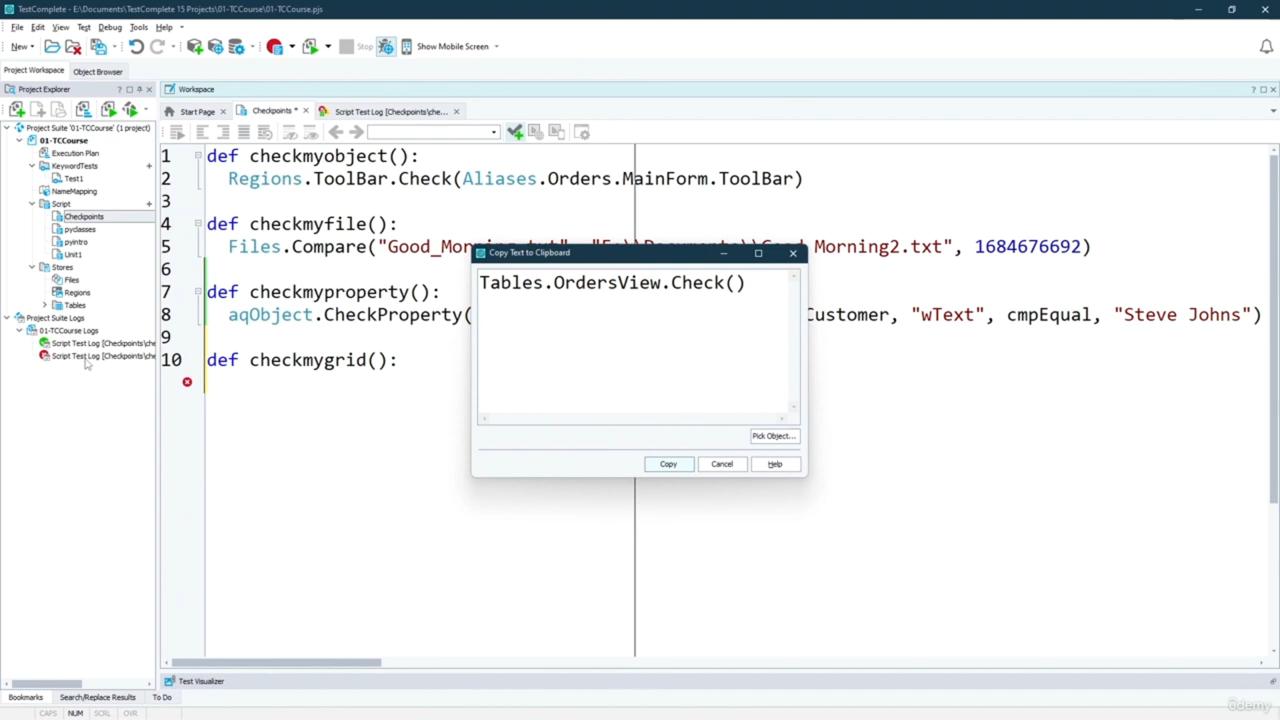 TestComplete - E:\Documents\TestComplete 15 Projects\01-TCCourse\01-TCCourse.pjs
File Edit View Test Debug Tools Help
New Stop Show Mobile Screen
Project Workspace Object Browser
Project Explorer
Workspace
Start Page Checkpoints * Script Test Log [Checkpoints\che...
Project Suite '01-TCCourse' (1 project)
01-TCCourse
Execution Plan
KeywordTests
Test1
NameMapping
Script
Checkpoints
pyclasses
pyintro
Unit1
Stores
Files
Regions
Tables
Project Suite Logs
01-TCCourse Logs
Script Test Log [Checkpoints\che
Script Test Log [Checkpoints\che
1 def checkmyobject():
2 Regions.ToolBar.Check(Aliases.Orders.MainForm.ToolBar)
3
4 def checkmyfile():
5 Files.Compare("Good_Morning.txt", "E:\\Documents\\Good_Morning2.txt", 1684676692)
6
7 def checkmyproperty():
8 aqObject.CheckProperty( Customer, "wText", cmpEqual, "Steve Johns")
9
10 def checkmygrid():
Copy Text to Clipboard
Tables.OrdersView.Check()
Pick Object...
Copy Cancel Help
Test Visualizer
Bookmarks Search/Replace Results To Do
CAPS NUM SCRL OVR
ûdemy